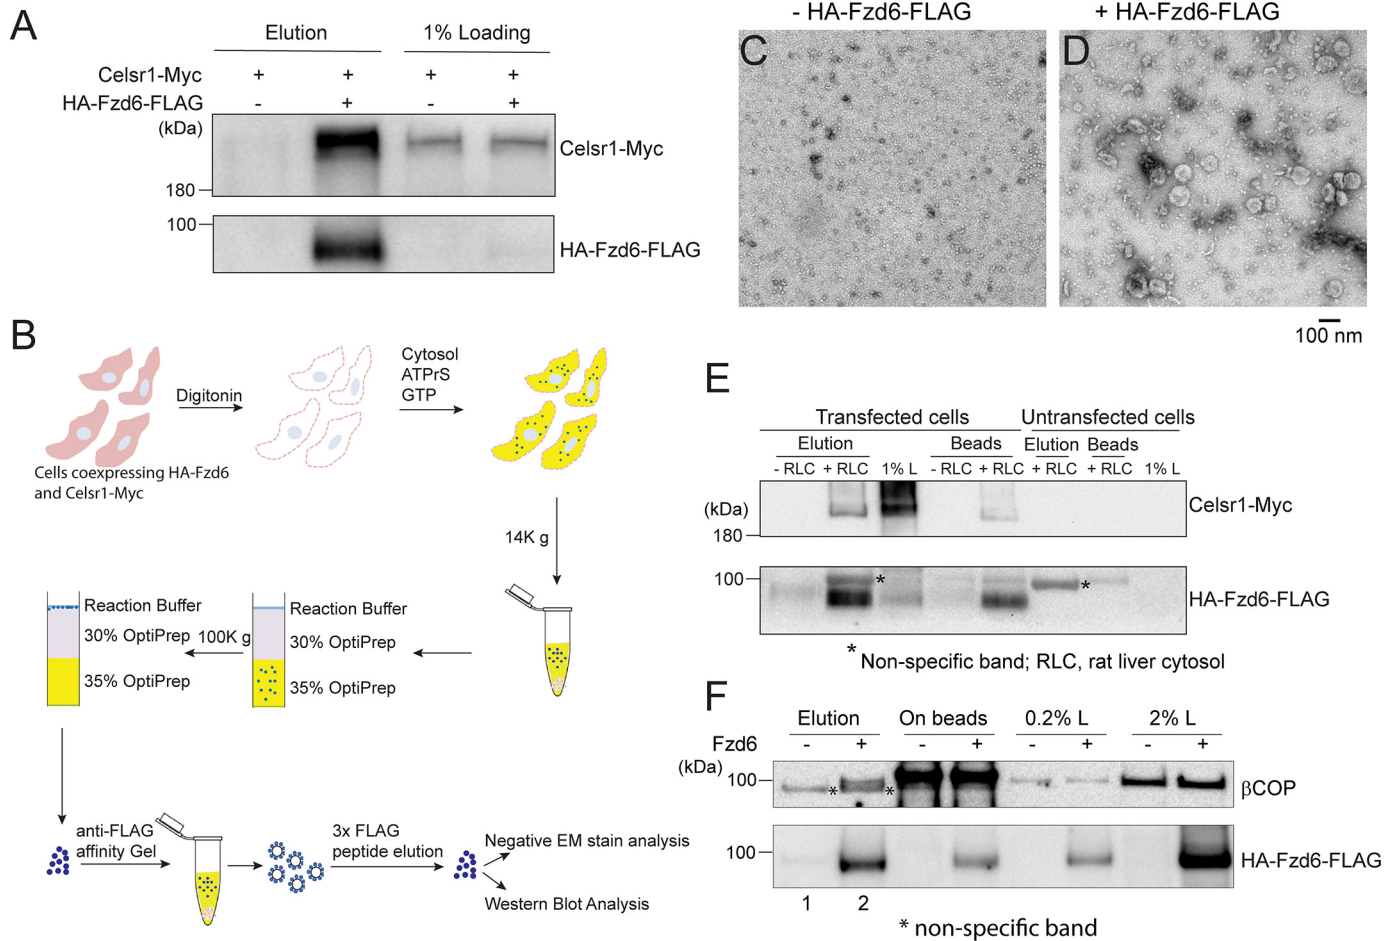 A
Elution 1% Loading
Celsr1-Myc + + + +
HA-Fzd6-FLAG - + - +
(kDa)
Celsr1-Myc
180
100
HA-Fzd6-FLAG
B
Digitonin
Cytosol
ATPrS
GTP
Cells coexpressing HA-Fzd6
and Celsr1-Myc
14K g
Reaction Buffer
30% OptiPrep
35% OptiPrep
100K g
Reaction Buffer
30% OptiPrep
35% OptiPrep
anti-FLAG
affinity Gel
3x FLAG
peptide elution
Negative EM stain analysis
Western Blot Analysis
- HA-Fzd6-FLAG + HA-Fzd6-FLAG
C D
100 nm
E
Transfected cells Untransfected cells
Elution Beads Elution Beads
- RLC + RLC 1% L - RLC + RLC + RLC + RLC 1% L
(kDa)
Celsr1-Myc
180
100 * *
HA-Fzd6-FLAG
* Non-specific band; RLC, rat liver cytosol
F
Elution On beads 0.2% L 2% L
Fzd6 - + - + - + - +
(kDa)
100 * * βCOP
100 HA-Fzd6-FLAG
1 2
* non-specific band